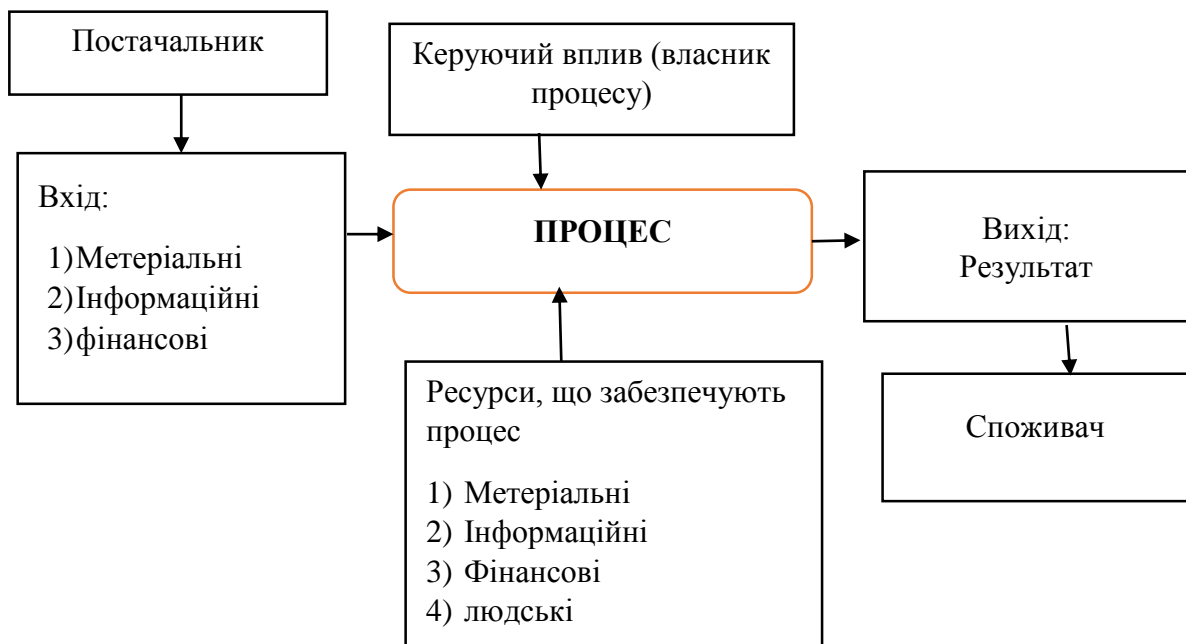 Постачальник
Керуючий вплив (власник
процесу)
Вхід:
1)Метеріальні
2)Інформаційні
3)фінансові
ПРОЦЕС
Вихід:
Результат
Ресурси, що забезпечують
процес
1) Метеріальні
2) Інформаційні
3) Фінансові
4) людські
Споживач